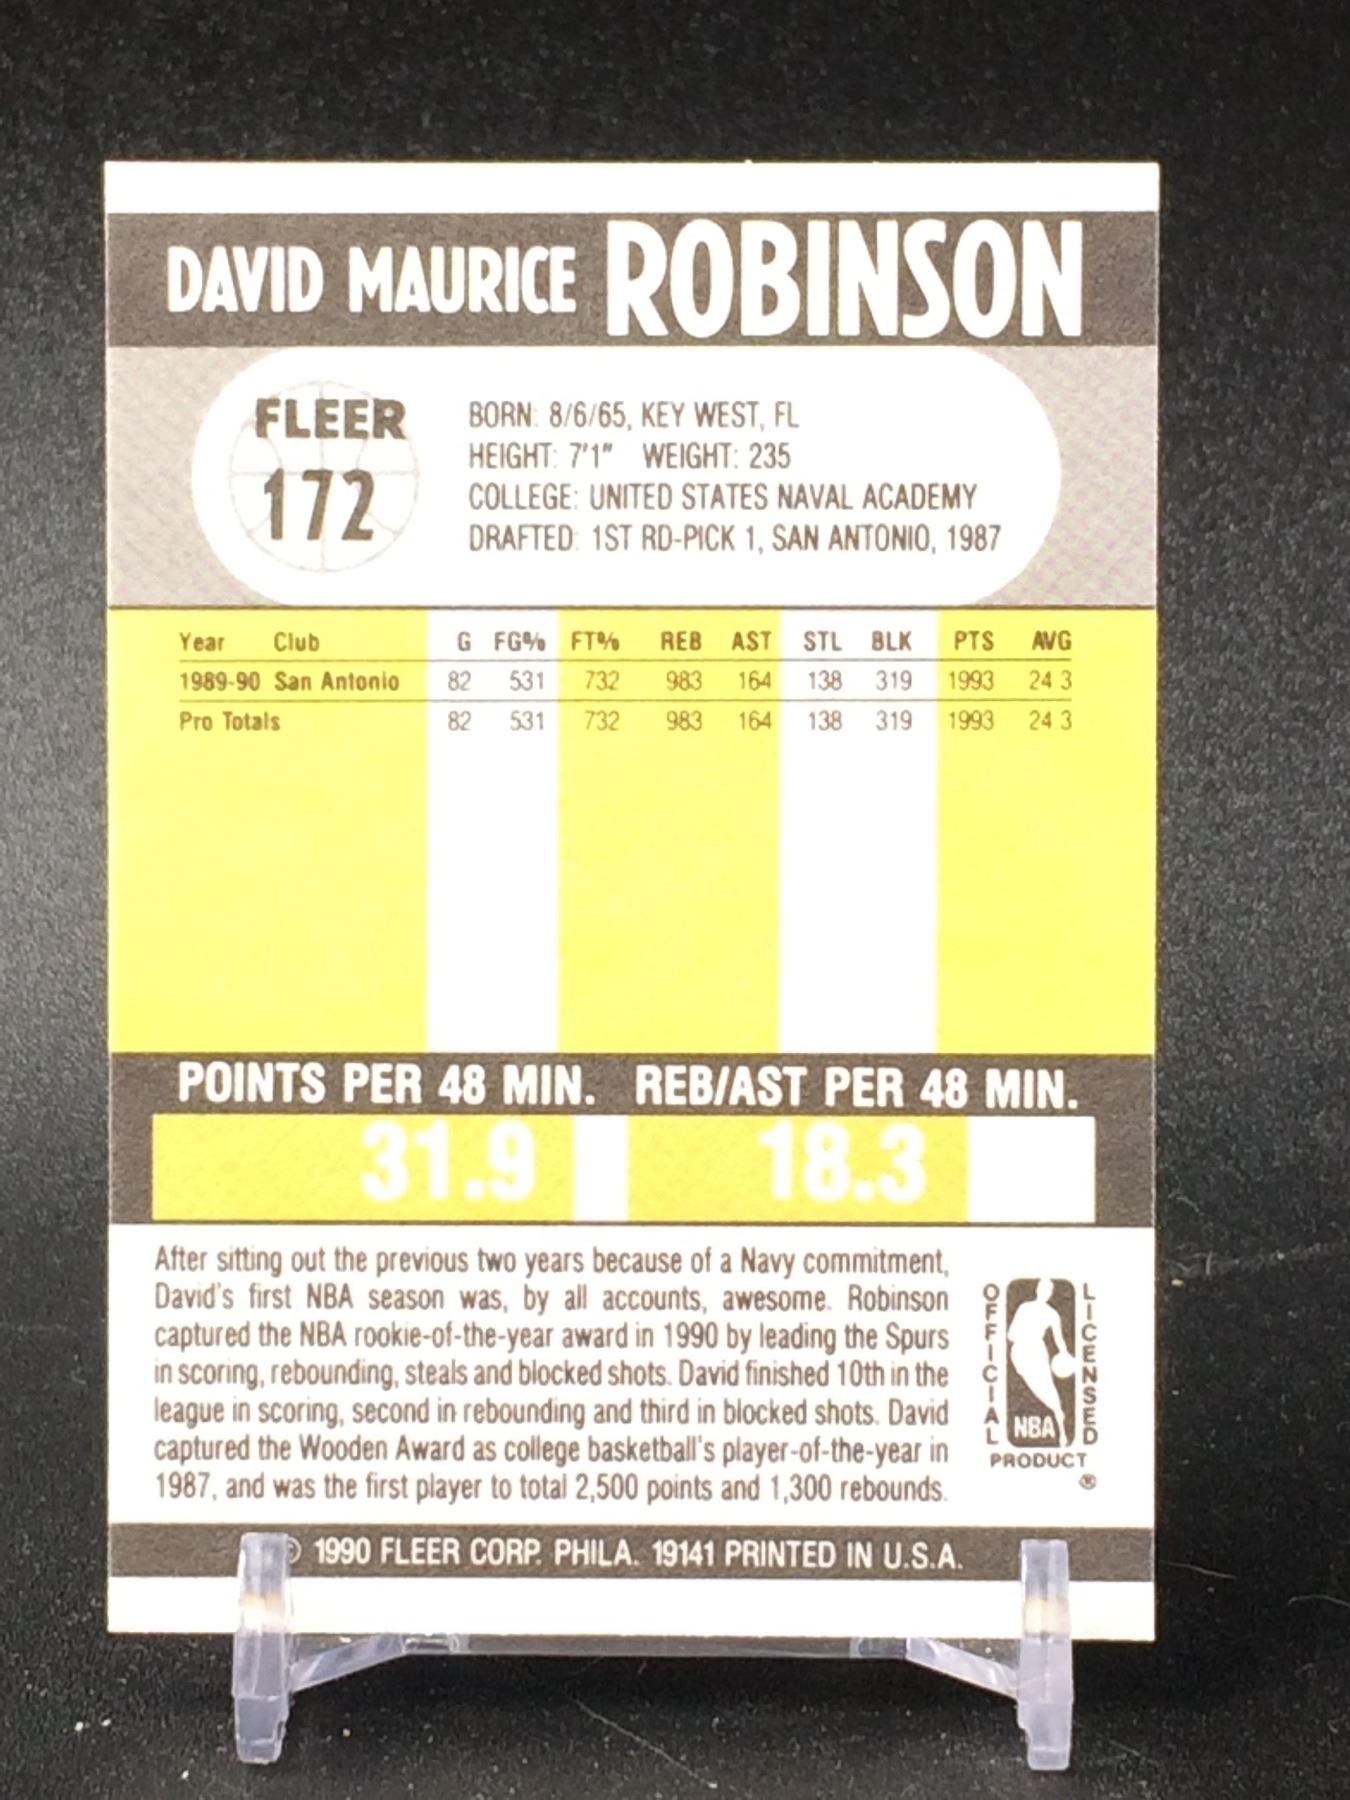 DAVID MAURICE ROBINSON
FLEER
172
BORN: 8/6/65, KEY WEST, FL
HEIGHT: 7'1" WEIGHT: 235
COLLEGE: UNITED STATES NAVAL ACADEMY
DRAFTED: 1ST RD-PICK 1, SAN ANTONIO, 1987
Year Club G FG% FT% REB AST STL BLK PTS AVG
1989-90 San Antonio 82 531 732 983 164 138 319 1993 24.3
Pro Totals 82 531 732 983 164 138 319 1993 24.3
POINTS PER 48 MIN. REB/AST PER 48 MIN.
31.9 18.3
After sitting out the previous two years because of a Navy commitment,
David's first NBA season was, by all accounts, awesome. Robinson
captured the NBA rookie-of-the-year award in 1990 by leading the Spurs
in scoring, rebounding, steals and blocked shots. David finished 10th in the
league in scoring, second in rebounding and third in blocked shots. David
captured the Wooden Award as college basketball's player-of-the-year in
1987, and was the first player to total 2,500 points and 1,300 rebounds.
OFFICIAL
LICENSED
NBA
PRODUCT
®
© 1990 FLEER CORP. PHILA. 19141 PRINTED IN U.S.A.